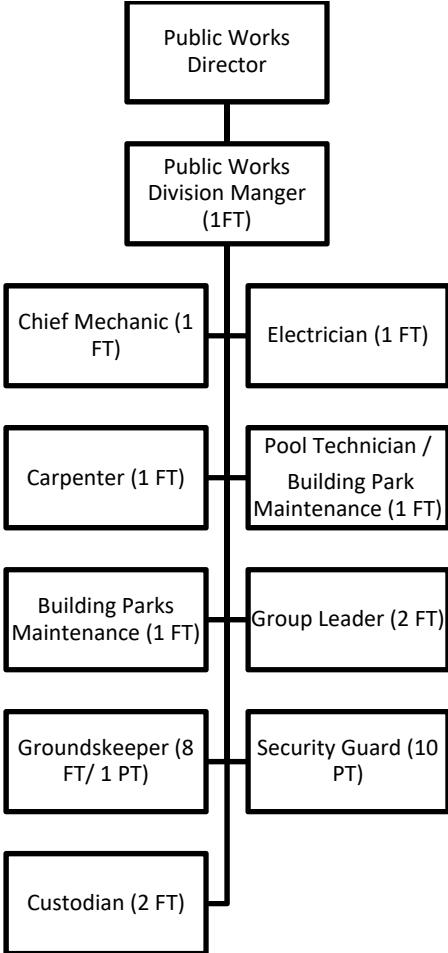 Public Works
Director
Public Works
Division Manger
(1FT)
Chief Mechanic (1
FT)
Electrician (1 FT)
Carpenter (1 FT)
Pool Technician /
Building Park
Maintenance (1 FT)
Building Parks
Maintenance (1 FT)
Group Leader (2 FT)
Groundskeeper (8
FT/ 1 PT)
Security Guard (10
PT)
Custodian (2 FT)